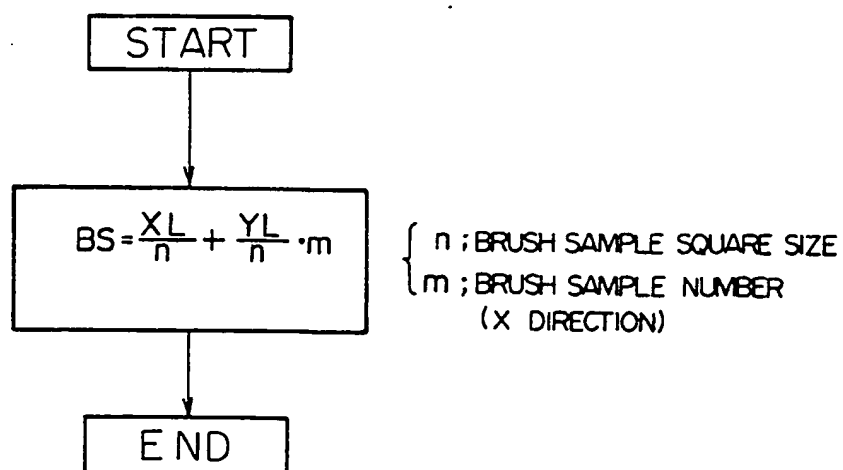 START
BS = XL/n + YL/n · m
n ; BRUSH SAMPLE SQUARE SIZE
m ; BRUSH SAMPLE NUMBER
(X DIRECTION)
END